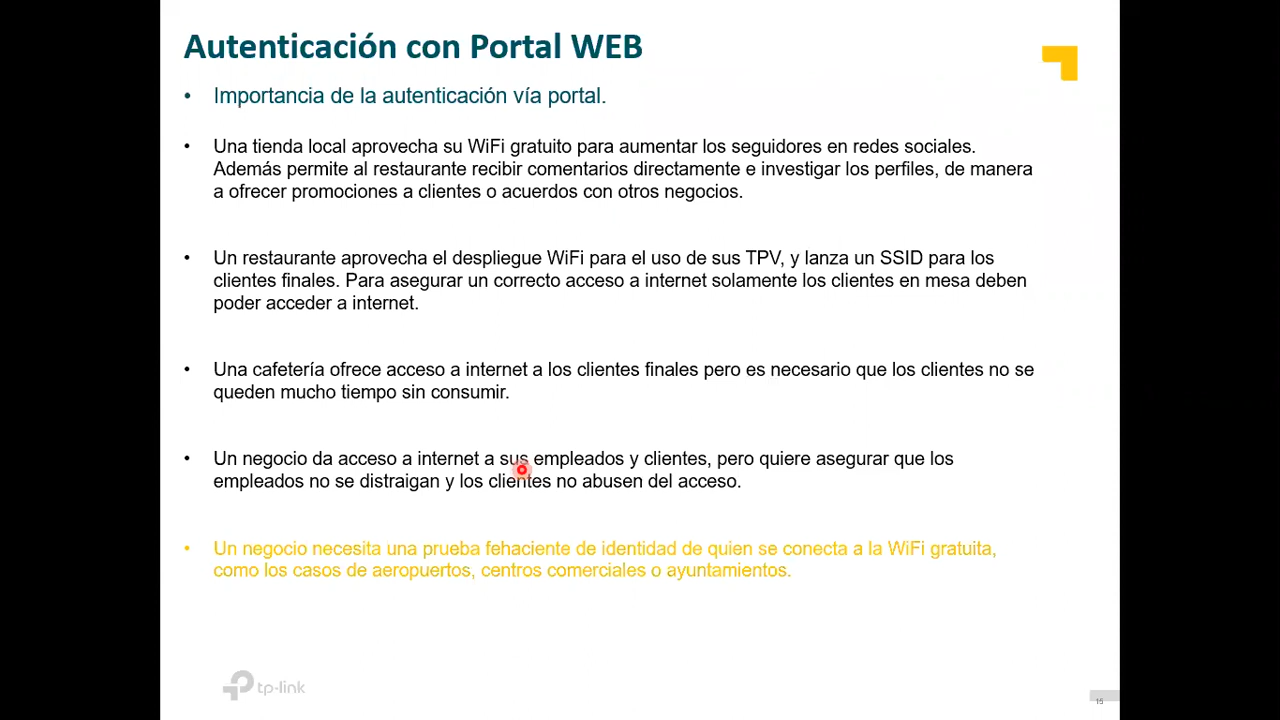 Autenticación con Portal WEB
• Importancia de la autenticación vía portal.
• Una tienda local aprovecha su WiFi gratuito para aumentar los seguidores en redes sociales.
Además permite al restaurante recibir comentarios directamente e investigar los perfiles, de manera
a ofrecer promociones a clientes o acuerdos con otros negocios.
• Un restaurante aprovecha el despliegue WiFi para el uso de sus TPV, y lanza un SSID para los
clientes finales. Para asegurar un correcto acceso a internet solamente los clientes en mesa deben
poder acceder a internet.
• Una cafetería ofrece acceso a internet a los clientes finales pero es necesario que los clientes no se
queden mucho tiempo sin consumir.
• Un negocio da acceso a internet a sus empleados y clientes, pero quiere asegurar que los
empleados no se distraigan y los clientes no abusen del acceso.
• Un negocio necesita una prueba fehaciente de identidad de quien se conecta a la WiFi gratuita,
como los casos de aeropuertos, centros comerciales o ayuntamientos.
tp-link